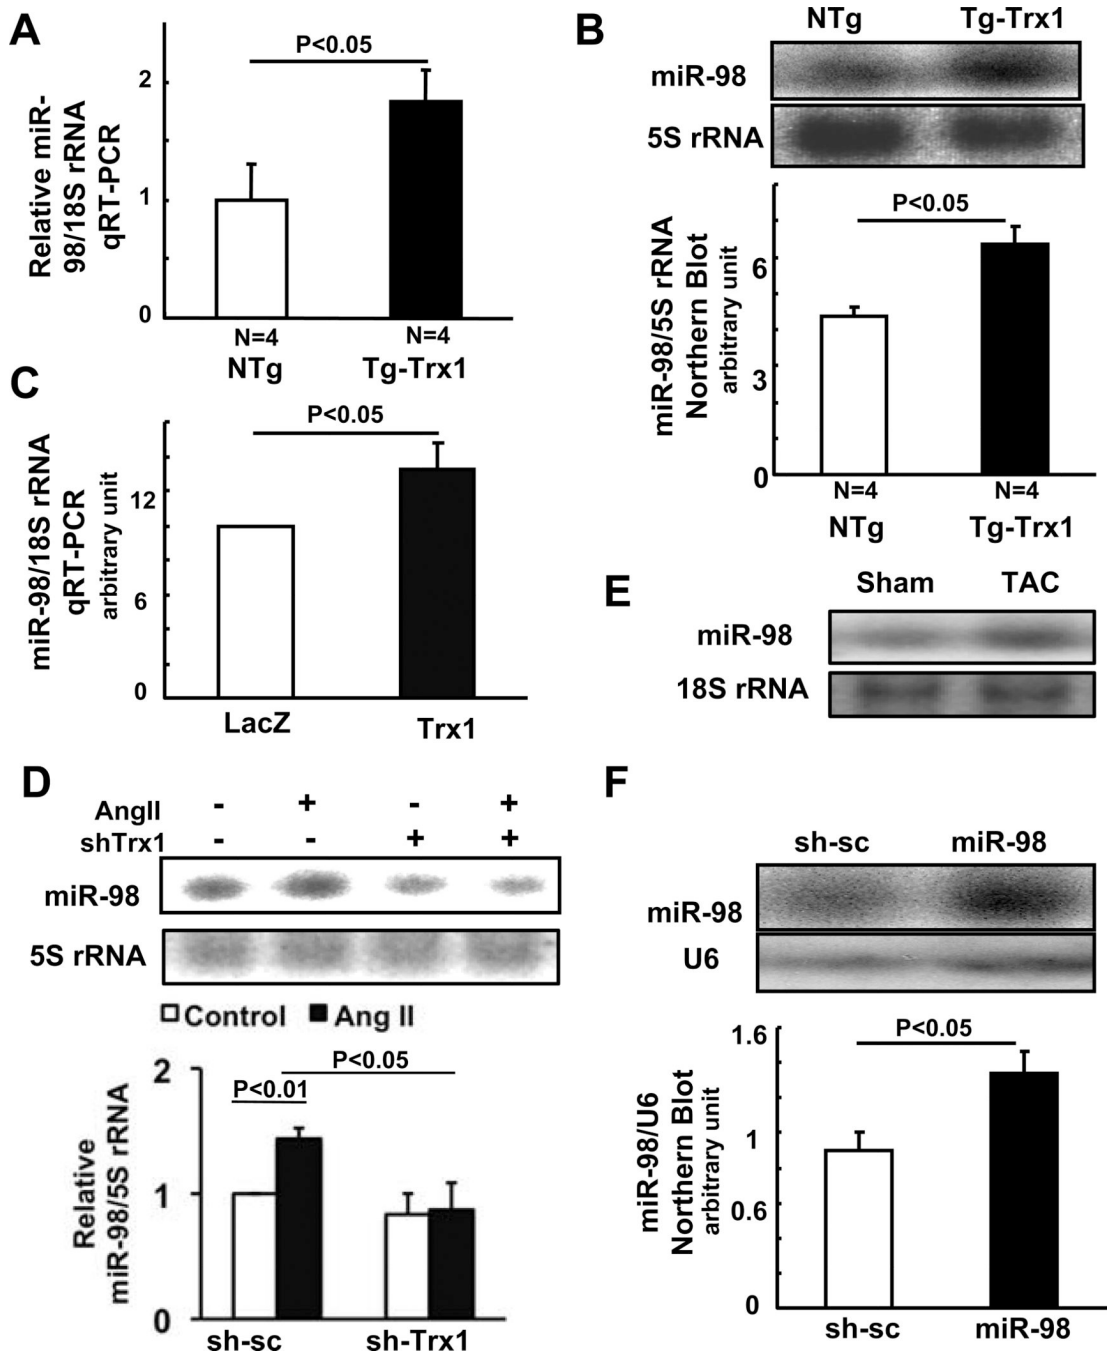 A
P<0.05
Relative miR-
98/18S rRNA
qRT-PCR
2
1
0
N=4
N=4
NTg
Tg-Trx1
B
NTg
Tg-Trx1
miR-98
5S rRNA
miR-98/5S rRNA
Northern Blot
arbitrary unit
P<0.05
6
3
0
N=4
N=4
NTg
Tg-Trx1
C
miR-98/18S rRNA
qRT-PCR
arbitrary unit
P<0.05
12
6
0
LacZ
Trx1
E
Sham
TAC
miR-98
18S rRNA
D
AngII - + - +
shTrx1 - - + +
miR-98
5S rRNA
Control
Ang II
Relative
miR-98/5S rRNA
P<0.05
P<0.01
2
1
0
sh-sc
sh-Trx1
F
sh-sc
miR-98
miR-98
U6
miR-98/U6
Northern Blot
arbitrary unit
P<0.05
1.6
1
0.6
0
sh-sc
miR-98